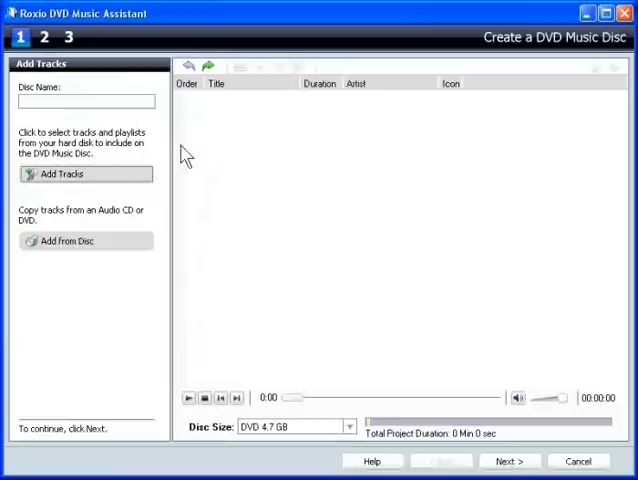 Roxio DVD Music Assistant
1 2 3
Create a DVD Music Disc
Add Tracks
Disc Name:
Click to select tracks and playlists
from your hard disk to include on
the DVD Music Disc.
Add Tracks
Copy tracks from an Audio CD or
DVD.
Add from Disc
To continue, click Next.
Order Title Duration Artist Icon
0:00
00:00:00
Disc Size: DVD 4.7 GB
Total Project Duration: 0 Min 0 sec
Help
Next >
Cancel